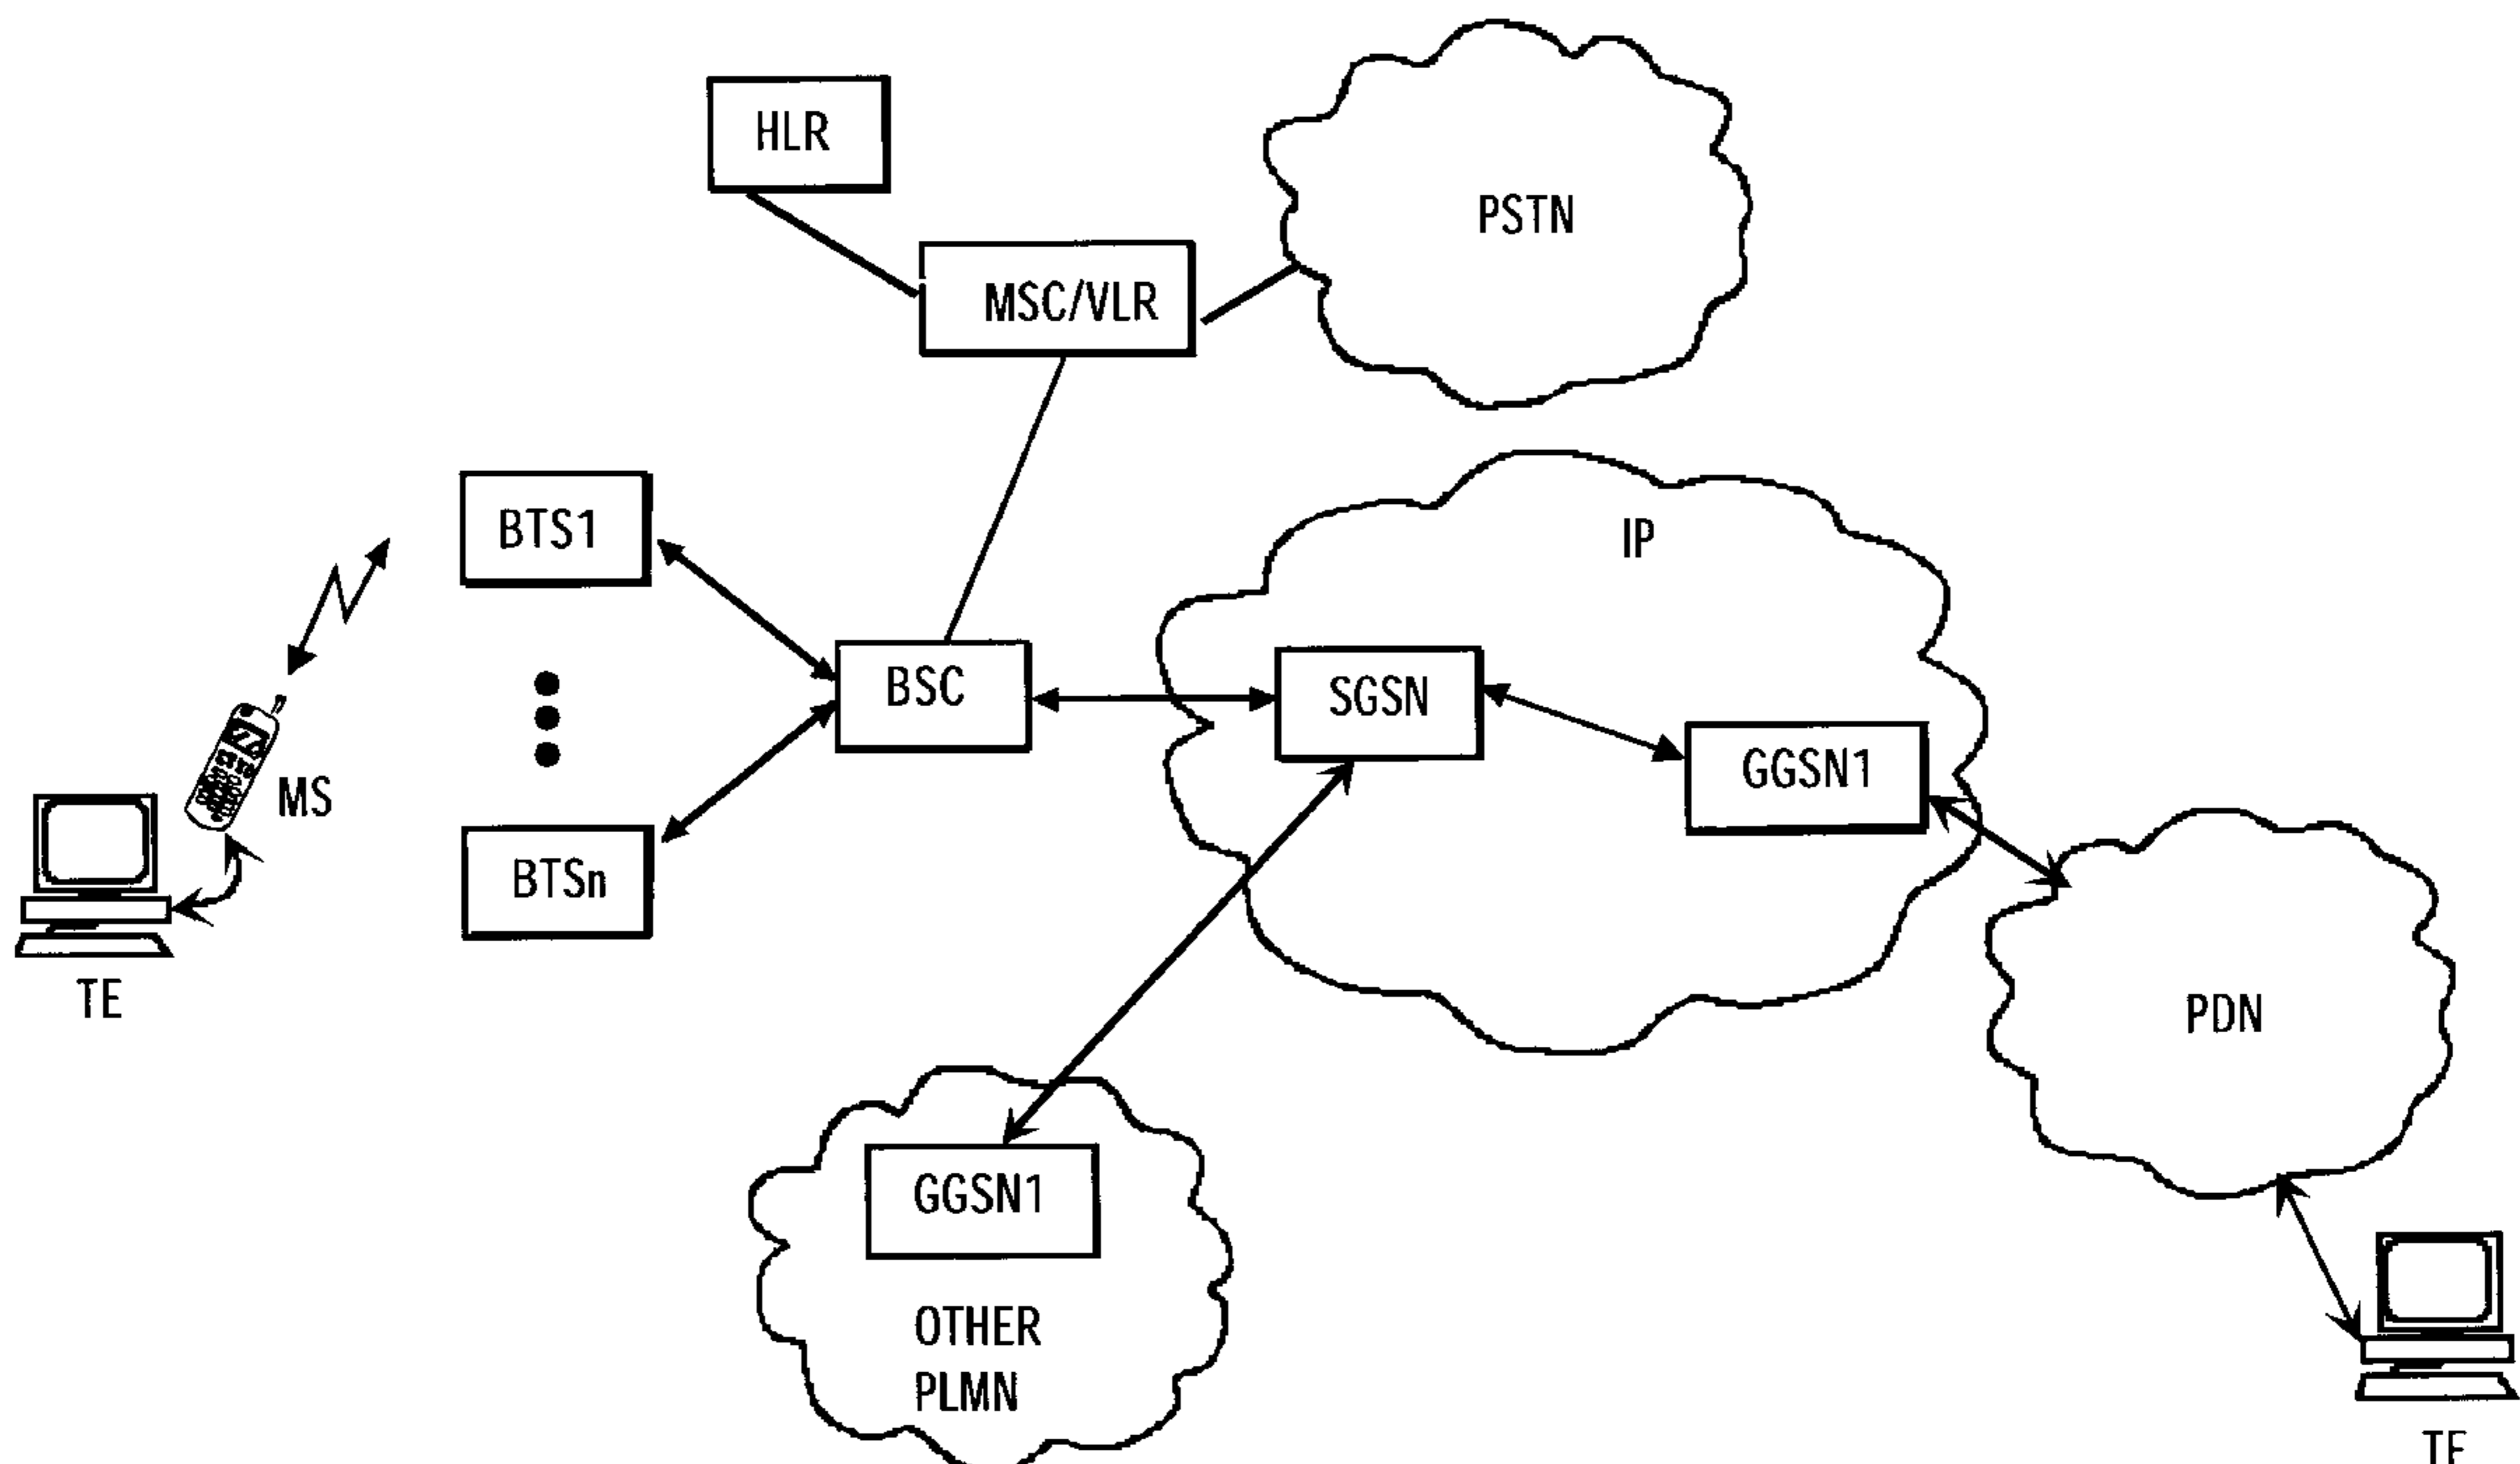 HLR
PSTN
MSC/VLR
BTS1
IP
BSC
SGSN
GGSN1
MS
BTSn
TE
PDN
GGSN1
OTHER
PLMN
TE